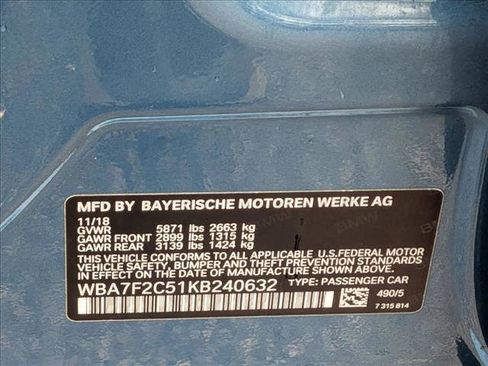 MFD BY BAYERISCHE MOTOREN WERKE AG
11/18
GVWR 5871 lbs 2663 kg
GAWR FRONT 2899 lbs 1315 kg
GAWR REAR 3139 lbs 1424 kg
THIS VEHICLE CONFORMS TO ALL APPLICABLE U.S.FEDERAL MOTOR
VEHICLE SAFETY, BUMPER AND THEFT PREVENTION STANDARDS IN
EFFECT ON THE DATE OF MANUFACTURE SHOWN ABOVE.
WBA7F2C51KB240632 TYPE: PASSENGER CAR
490/5
7 315 814
BMW